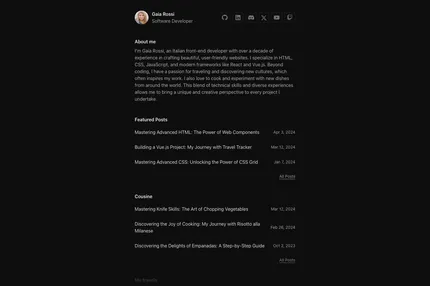 Gaia Rossi
Software Developer
About me
I'm Gaia Rossi, an Italian front-end developer with over a decade of
experience in crafting beautiful, user-friendly websites. I specialize in HTML,
CSS, JavaScript, and modern frameworks like React and Vue.js. Beyond
coding, I have a passion for traveling and discovering new cultures, which
often inspires my work. I also love to cook and experiment with new dishes
from around the world. This blend of technical skills and diverse experiences
allows me to bring a unique and creative perspective to every project I
undertake.
Featured Posts
Mastering Advanced HTML: The Power of Web Components Apr 3, 2024
Building a Vue.js Project: My Journey with Travel Tracker Mar 12, 2024
Mastering Advanced CSS: Unlocking the Power of CSS Grid Jan 7, 2024
All Posts
Cousine
Mastering Knife Skills: The Art of Chopping Vegetables Mar 12, 2024
Discovering the Joy of Cooking: My Journey with Risotto alla Feb 26, 2024
Milanese
Discovering the Delights of Empanadas: A Step-by-Step Guide Oct 2, 2023
All Posts